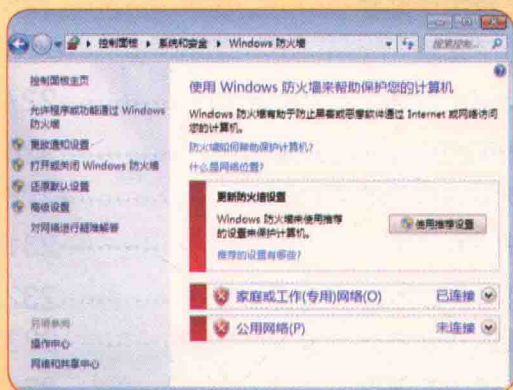 控制面板 ▸ 系统和安全 ▸ Windows 防火墙
搜索控...
控制面板主页
允许程序或功能通过 Windows
防火墙
更改通知设置
打开或关闭 Windows 防火墙
还原默认设置
高级设置
对网络进行疑难解答
另请参阅
操作中心
网络和共享中心
使用 Windows 防火墙来帮助保护您的计算机
Windows 防火墙有助于防止黑客或恶意软件通过 Internet 或网络访问
您的计算机。
防火墙如何帮助保护计算机?
什么是网络位置?
更新防火墙设置
Windows 防火墙未使用推荐
的设置来保护计算机。
使用推荐设置
推荐的设置有哪些?
家庭或工作(专用)网络(O) 已连接
公用网络(P) 未连接